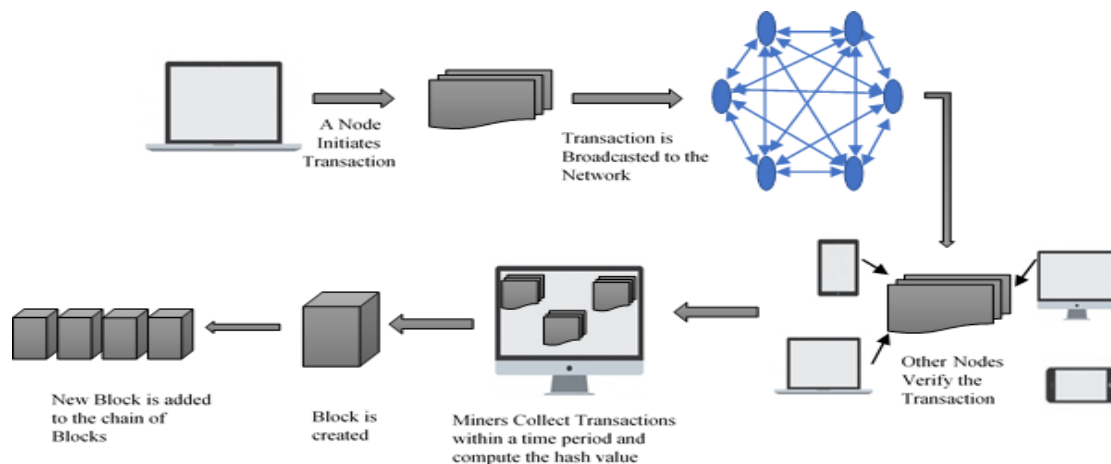 A Node
Initiates
Transaction
Transaction is
Broadcasted to the
Network
Other Nodes
Verify the
Transaction
Miners Collect Transactions
within a time period and
compute the hash value
Block is
created
New Block is added
to the chain of
Blocks